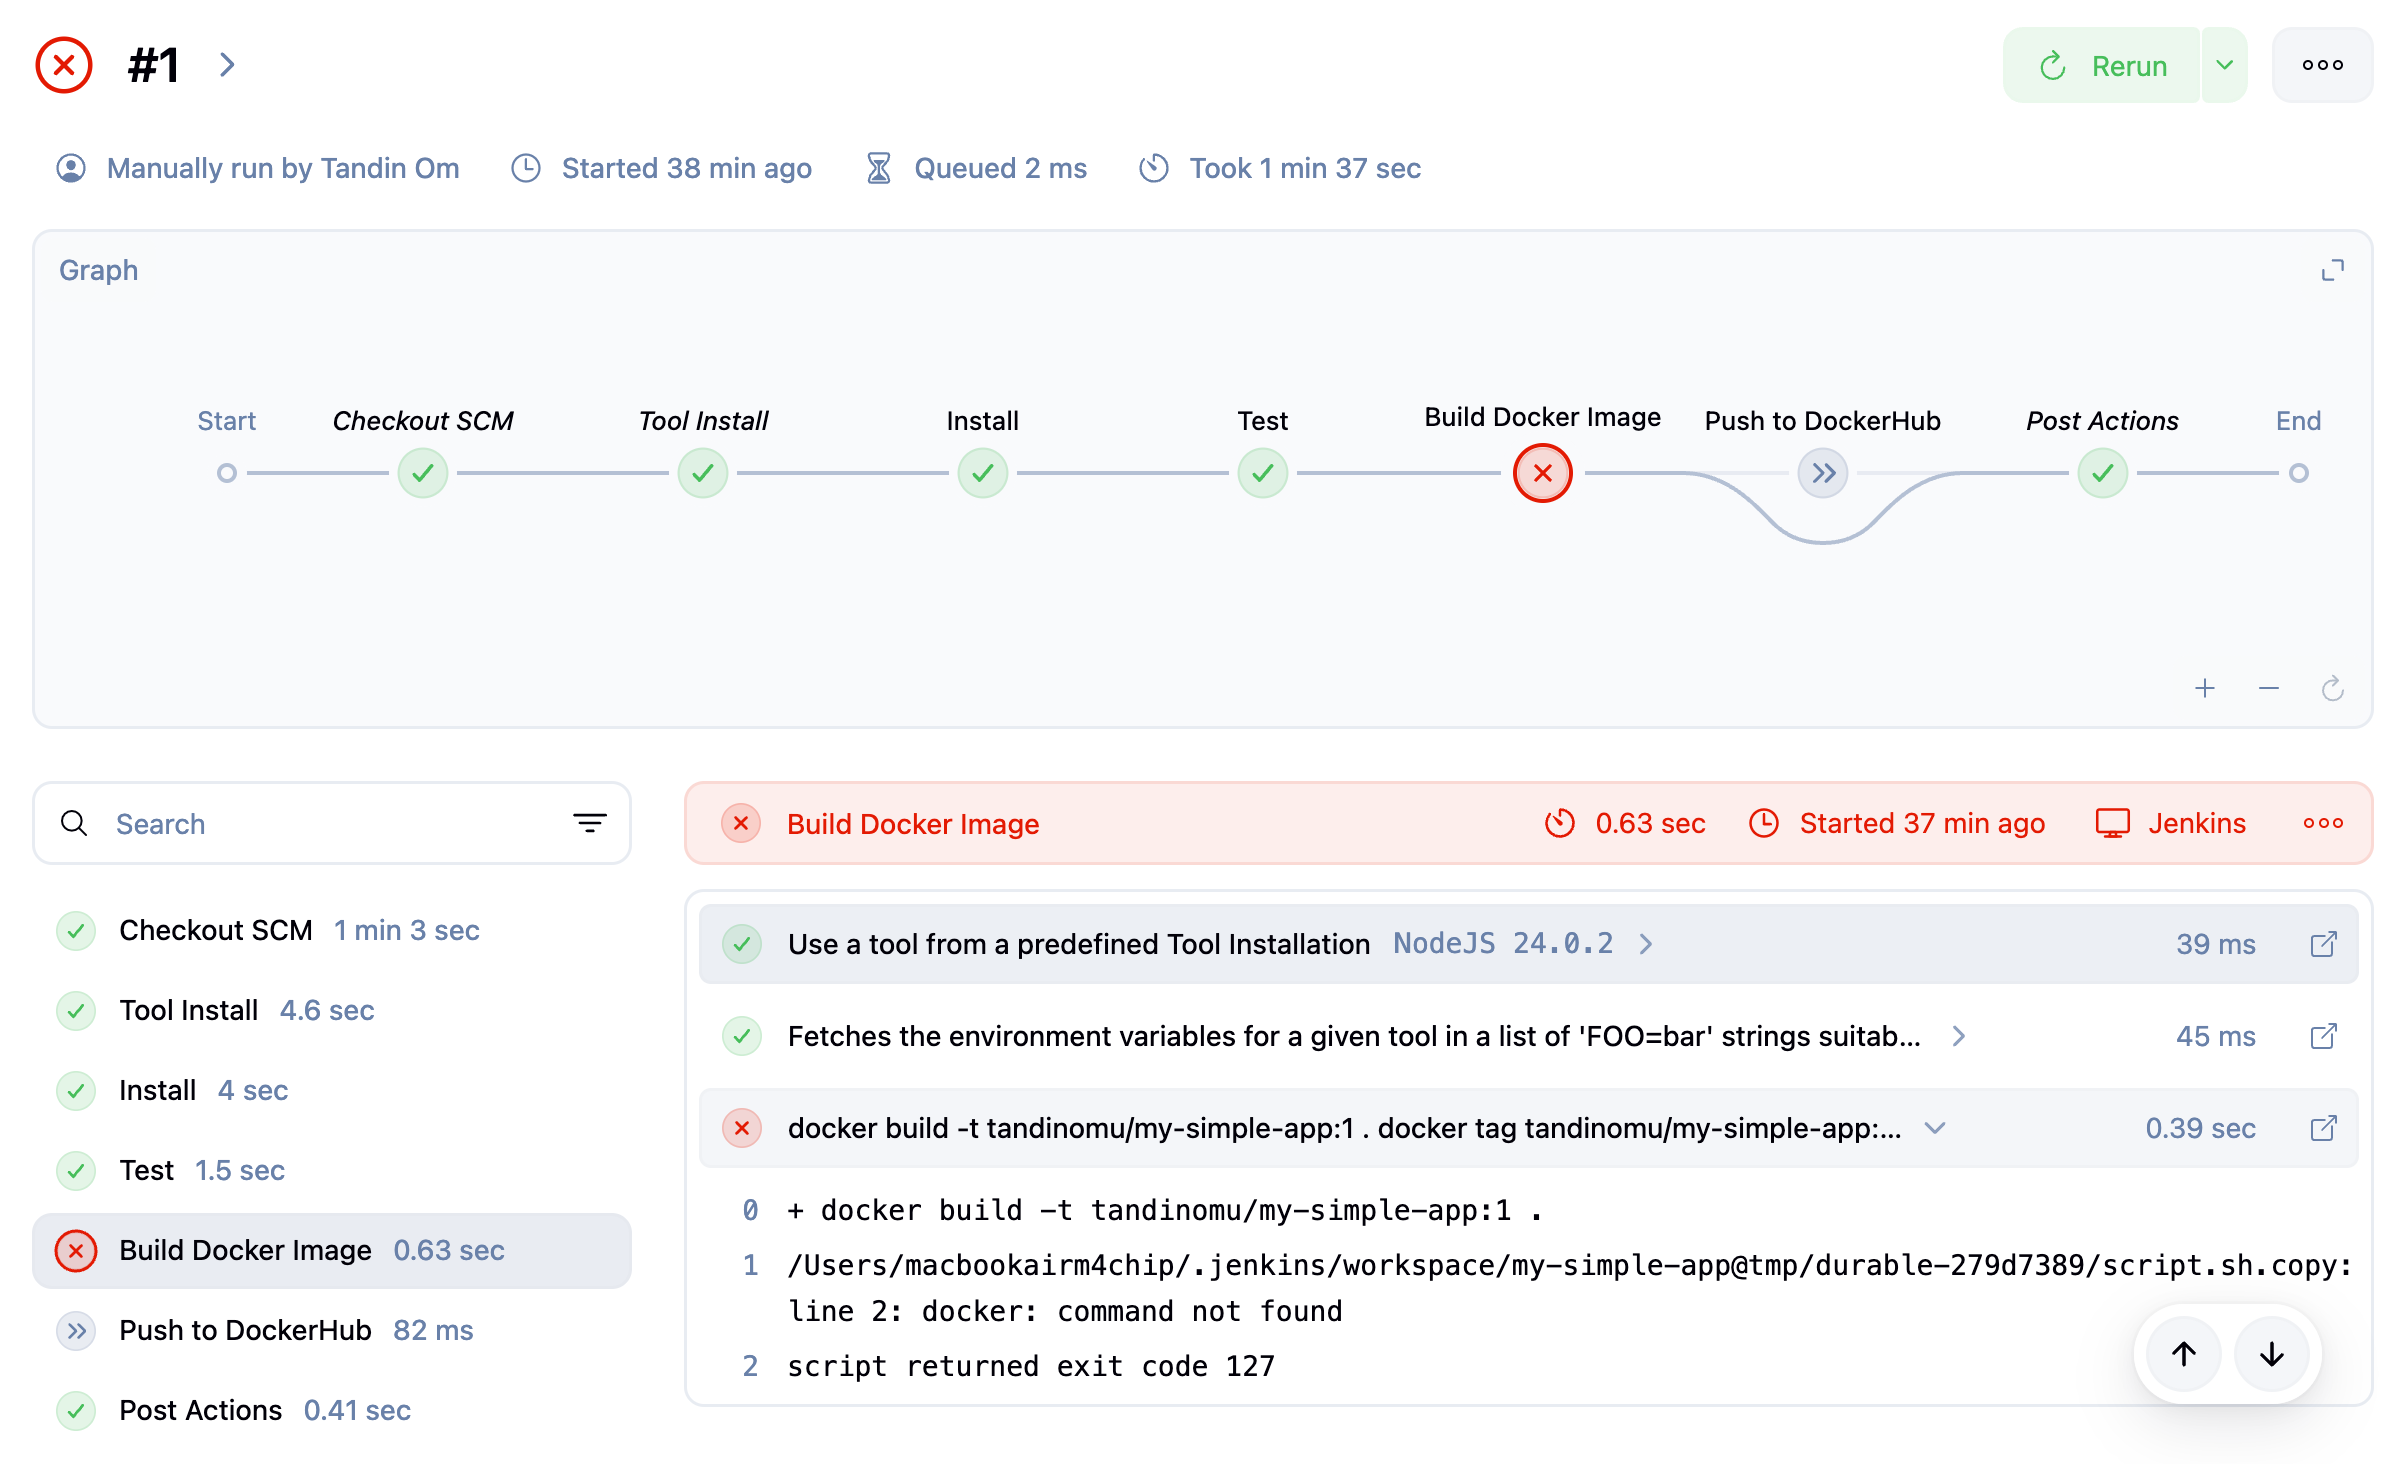 #1
Rerun
Manually run by Tandin Om
Started 38 min ago
Queued 2 ms
Took 1 min 37 sec
Graph
Start
Checkout SCM
Tool Install
Install
Test
Build Docker Image
Push to DockerHub
Post Actions
End
Search
Checkout SCM 1 min 3 sec
Tool Install 4.6 sec
Install 4 sec
Test 1.5 sec
Build Docker Image 0.63 sec
Push to DockerHub 82 ms
Post Actions 0.41 sec
Build Docker Image 0.63 sec Started 37 min ago Jenkins
Use a tool from a predefined Tool Installation NodeJS 24.0.2 39 ms
Fetches the environment variables for a given tool in a list of 'FOO=bar' strings suitab... 45 ms
docker build -t tandinomu/my-simple-app:1 . docker tag tandinomu/my-simple-app:... 0.39 sec
0 + docker build -t tandinomu/my-simple-app:1 .
1 /Users/macbookairm4chip/.jenkins/workspace/my-simple-app@tmp/durable-279d7389/script.sh.copy:
line 2: docker: command not found
2 script returned exit code 127